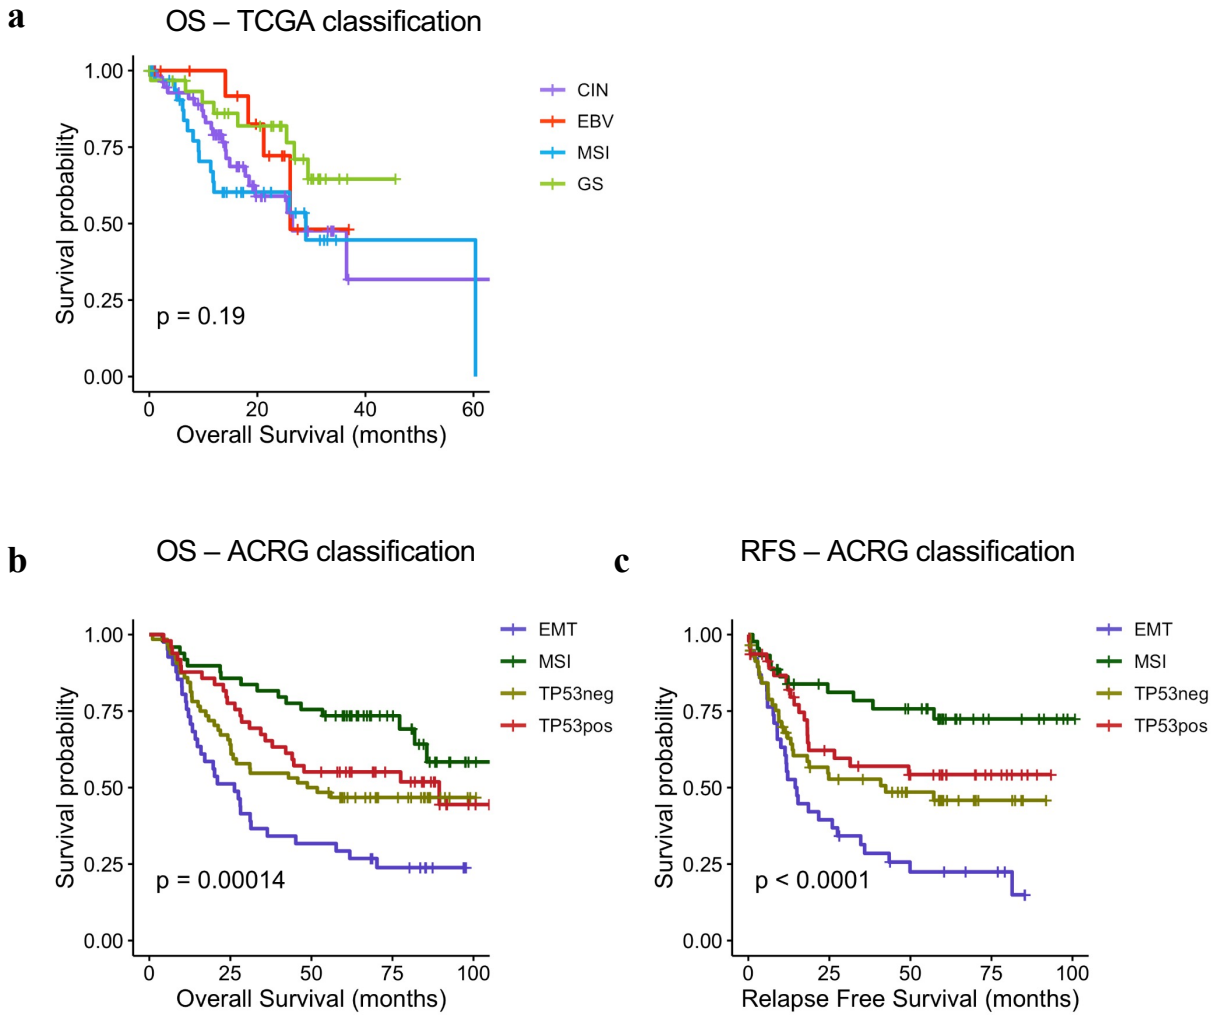 a
OS – TCGA classification
1.00
0.75
0.50
0.25
0.00
Survival probability
p = 0.19
0 20 40 60
Overall Survival (months)
CIN
EBV
MSI
GS
b
OS – ACRG classification
1.00
0.75
0.50
0.25
0.00
Survival probability
p = 0.00014
0 25 50 75 100
Overall Survival (months)
EMT
MSI
TP53neg
TP53pos
c
RFS – ACRG classification
1.00
0.75
0.50
0.25
0.00
Survival probability
p < 0.0001
0 25 50 75 100
Relapse Free Survival (months)
EMT
MSI
TP53neg
TP53pos